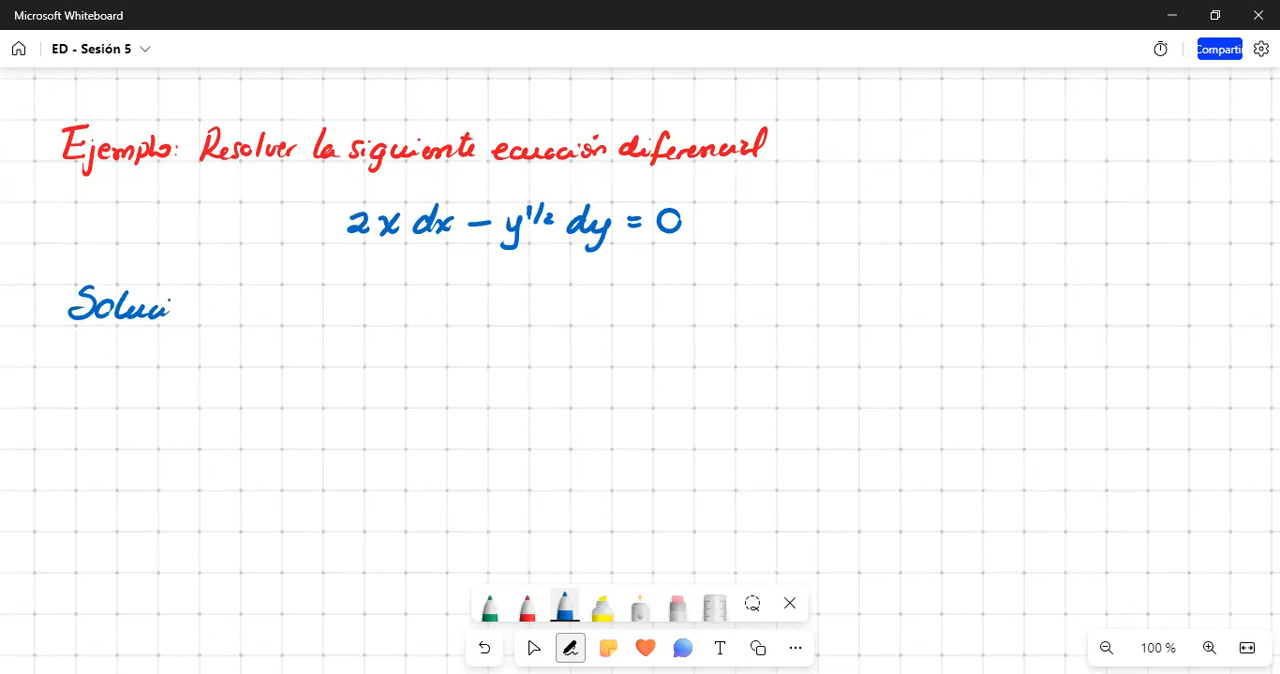 Microsoft Whiteboard
ED - Sesión 5
Comparti
Ejemplo: Resolver la siguiente ecuación diferencial
2x dx - y^1/2 dy = 0
Soluci
T
100 %